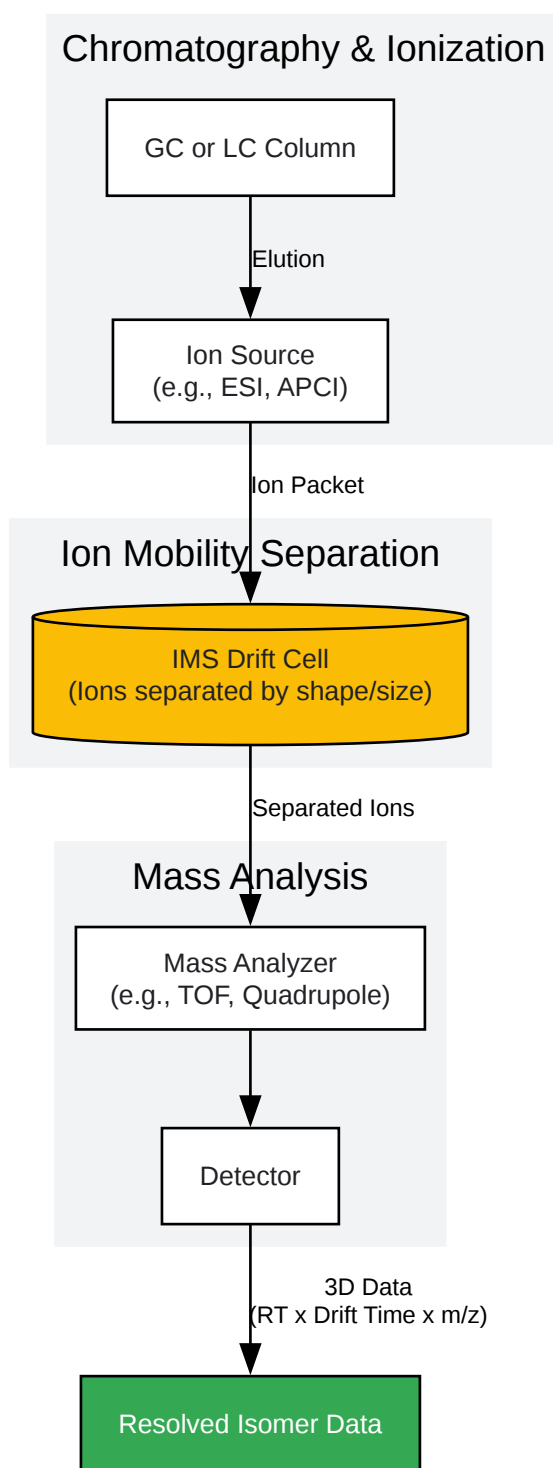 Chromatography & Ionization
GC or LC Column
Elution
Ion Source
(e.g., ESI, APCI)
Ion Packet
Ion Mobility Separation
IMS Drift Cell
(Ions separated by shape/size)
Separated Ions
Mass Analysis
Mass Analyzer
(e.g., TOF, Quadrupole)
Detector
3D Data
(RT x Drift Time x m/z)
Resolved Isomer Data